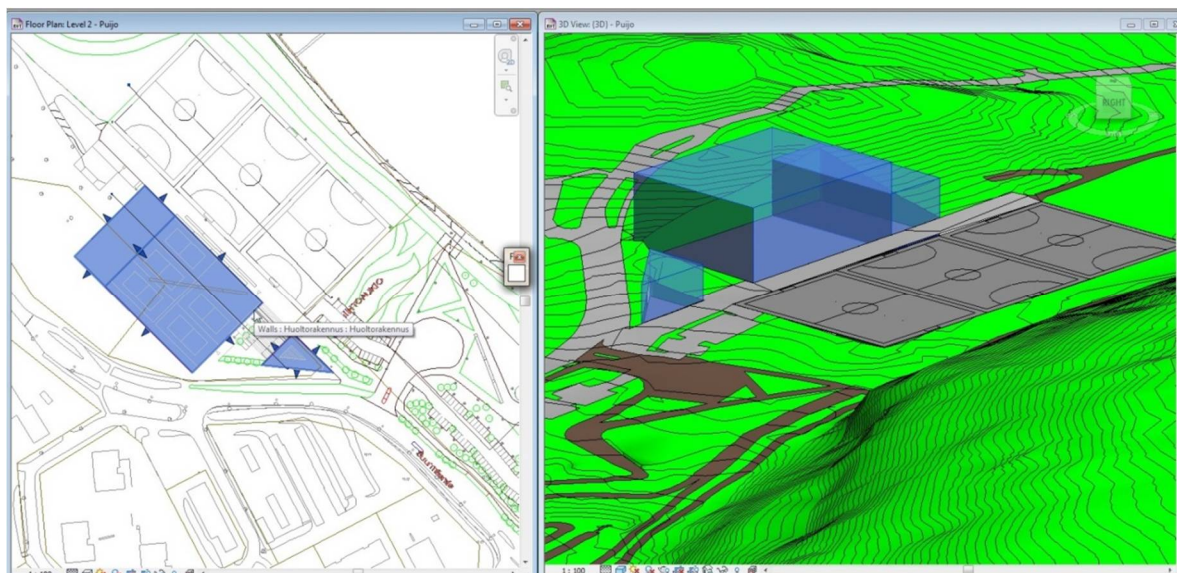 Floor Plan: Level 2 - Puijo
Walls : Huoltorakennus : Huoltorakennus
3D View: {3D} - Puijo
RIGHT
1 : 100